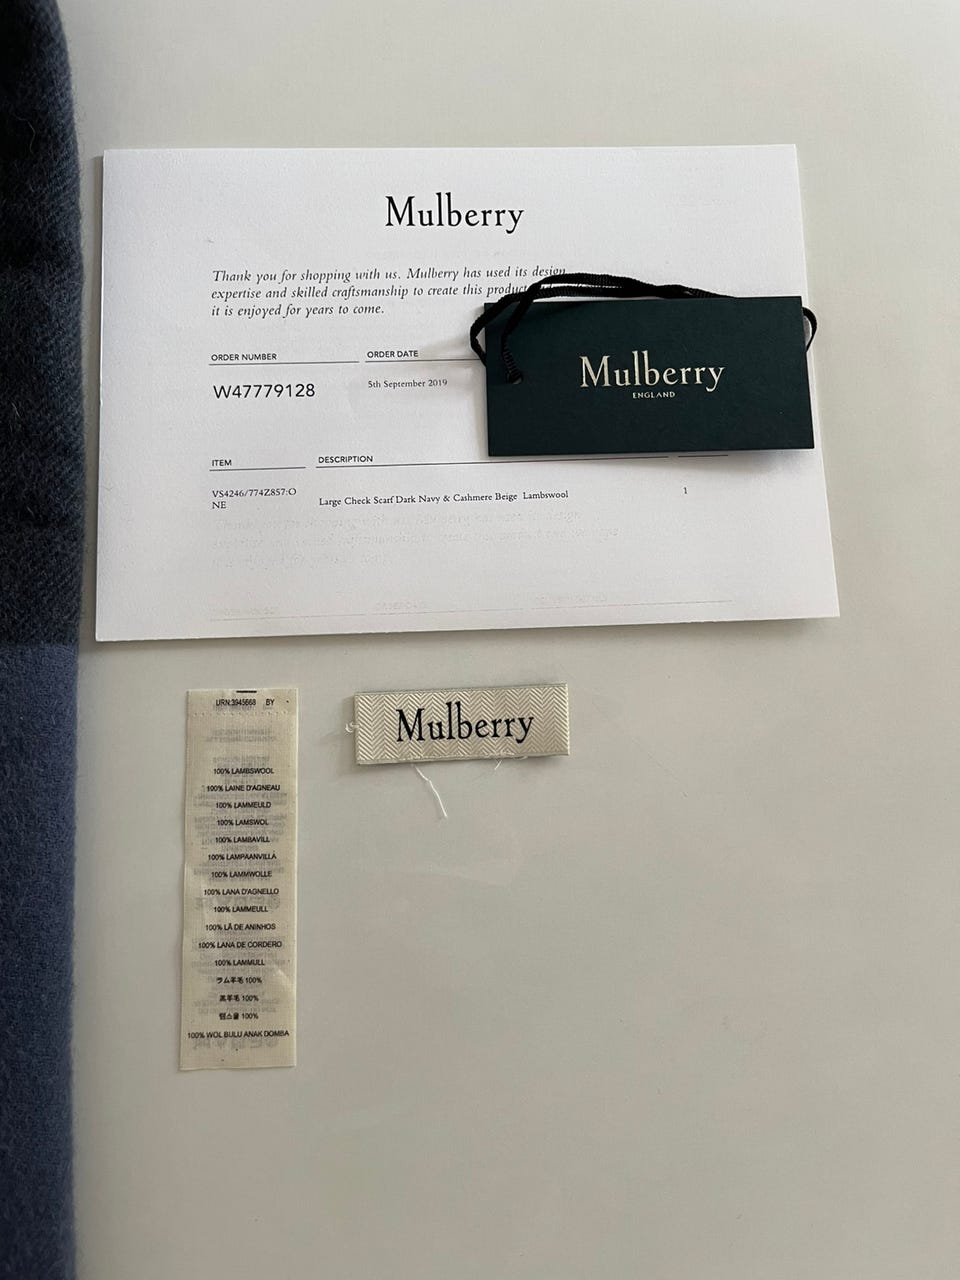 Mulberry
Thank you for shopping with us. Mulberry has used its design
expertise and skilled craftsmanship to create this product
it is enjoyed for years to come.
ORDER NUMBER ORDER DATE
W47779128 5th September 2019
Mulberry
ENGLAND
ITEM DESCRIPTION
VS4246/774Z857:O
NE
Large Check Scarf Dark Navy & Cashmere Beige Lambswool 1
URN:3945668 BY
100% LAMBSWOOL
100% LAINE D'AGNEAU
100% LAMMEULD
100% LAMSWOL
100% LAMBAVILL
100% LAMPAANVILLA
100% LAMMWOLLE
100% LANA D'AGNELLO
100% LAMMEULL
100% LÃ DE ANINHOS
100% LANA DE CORDERO
100% LAMMULL
ラム羊毛 100%
羔羊毛 100%
램스울 100%
100% WOL BULU ANAK DOMBA
Mulberry